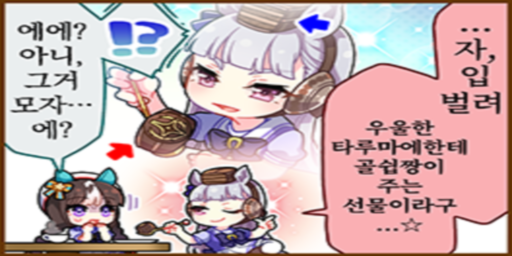 …
자,
입
벌려
우울한
타루마에한테
골쉽짱이
주는
선물이라구
…☆
!?
에에?
아니,
그거
모자…
에?